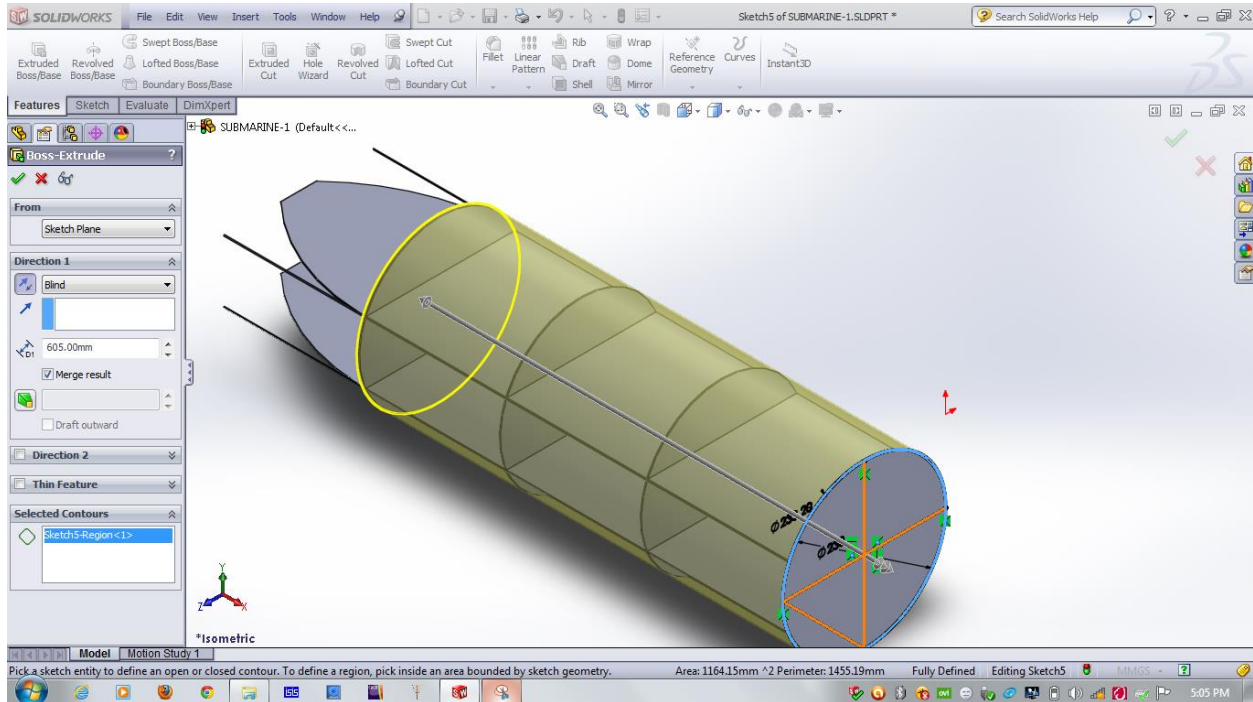 SOLIDWORKS File Edit View Insert Tools Window Help Sketch5 of SUBMARINE-1.SLDPRT * Search SolidWorks Help ?
Extruded Boss/Base
Revolved Boss/Base
Swept Boss/Base
Lofted Boss/Base
Boundary Boss/Base
Extruded Cut
Hole Wizard
Revolved Cut
Swept Cut
Lofted Cut
Boundary Cut
Fillet
Linear Pattern
Rib
Draft
Shell
Wrap
Dome
Mirror
Reference Geometry
Curves
Instant3D
Features Sketch Evaluate DimXpert
SUBMARINE-1 (Default<<...
Boss-Extrude ?
From
Sketch Plane
Direction 1
Blind
D1
605.00mm
Merge result
Draft outward
Direction 2
Thin Feature
Selected Contours
Sketch5-Region<1>
Y
Z
X
*Isometric
Model Motion Study 1
Pick a sketch entity to define an open or closed contour. To define a region, pick inside an area bounded by sketch geometry. Area: 1164.15mm ^2 Perimeter: 1455.19mm Fully Defined Editing Sketch5 MMGS - ?
5:05 PM